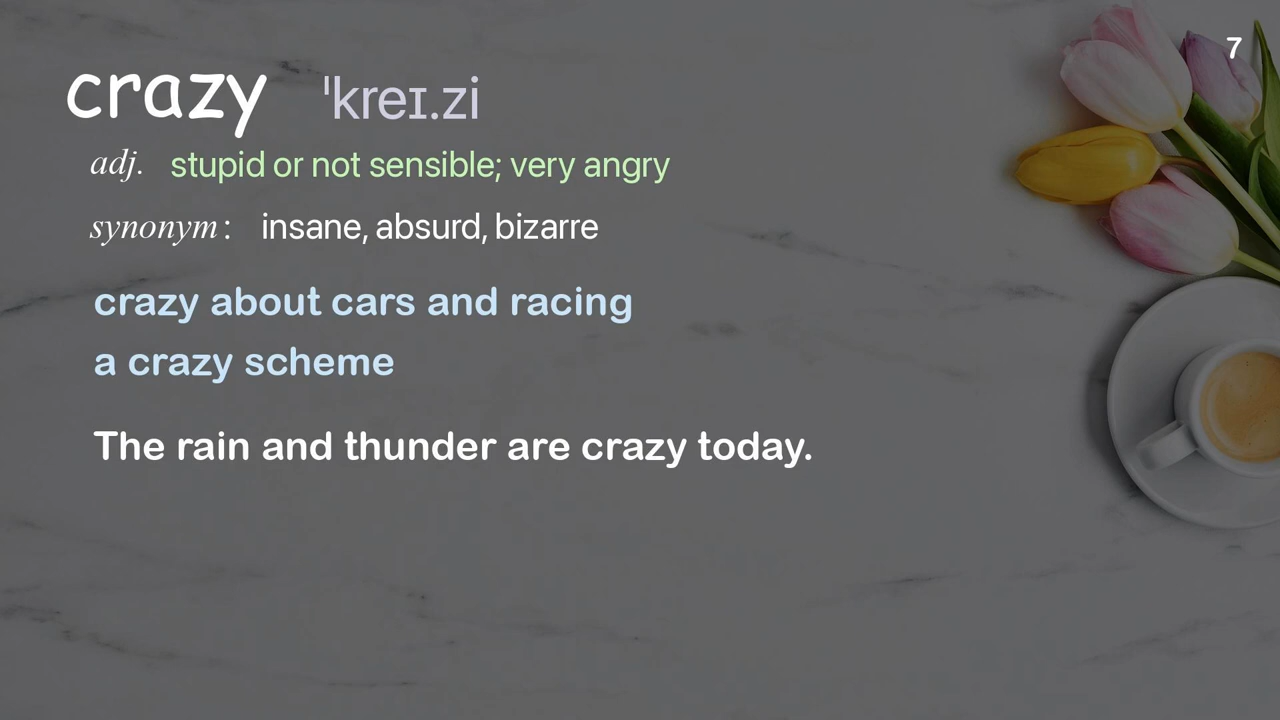 7
crazy ˈkreɪ.zi
adj. stupid or not sensible; very angry
synonym: insane, absurd, bizarre
crazy about cars and racing
a crazy scheme
The rain and thunder are crazy today.